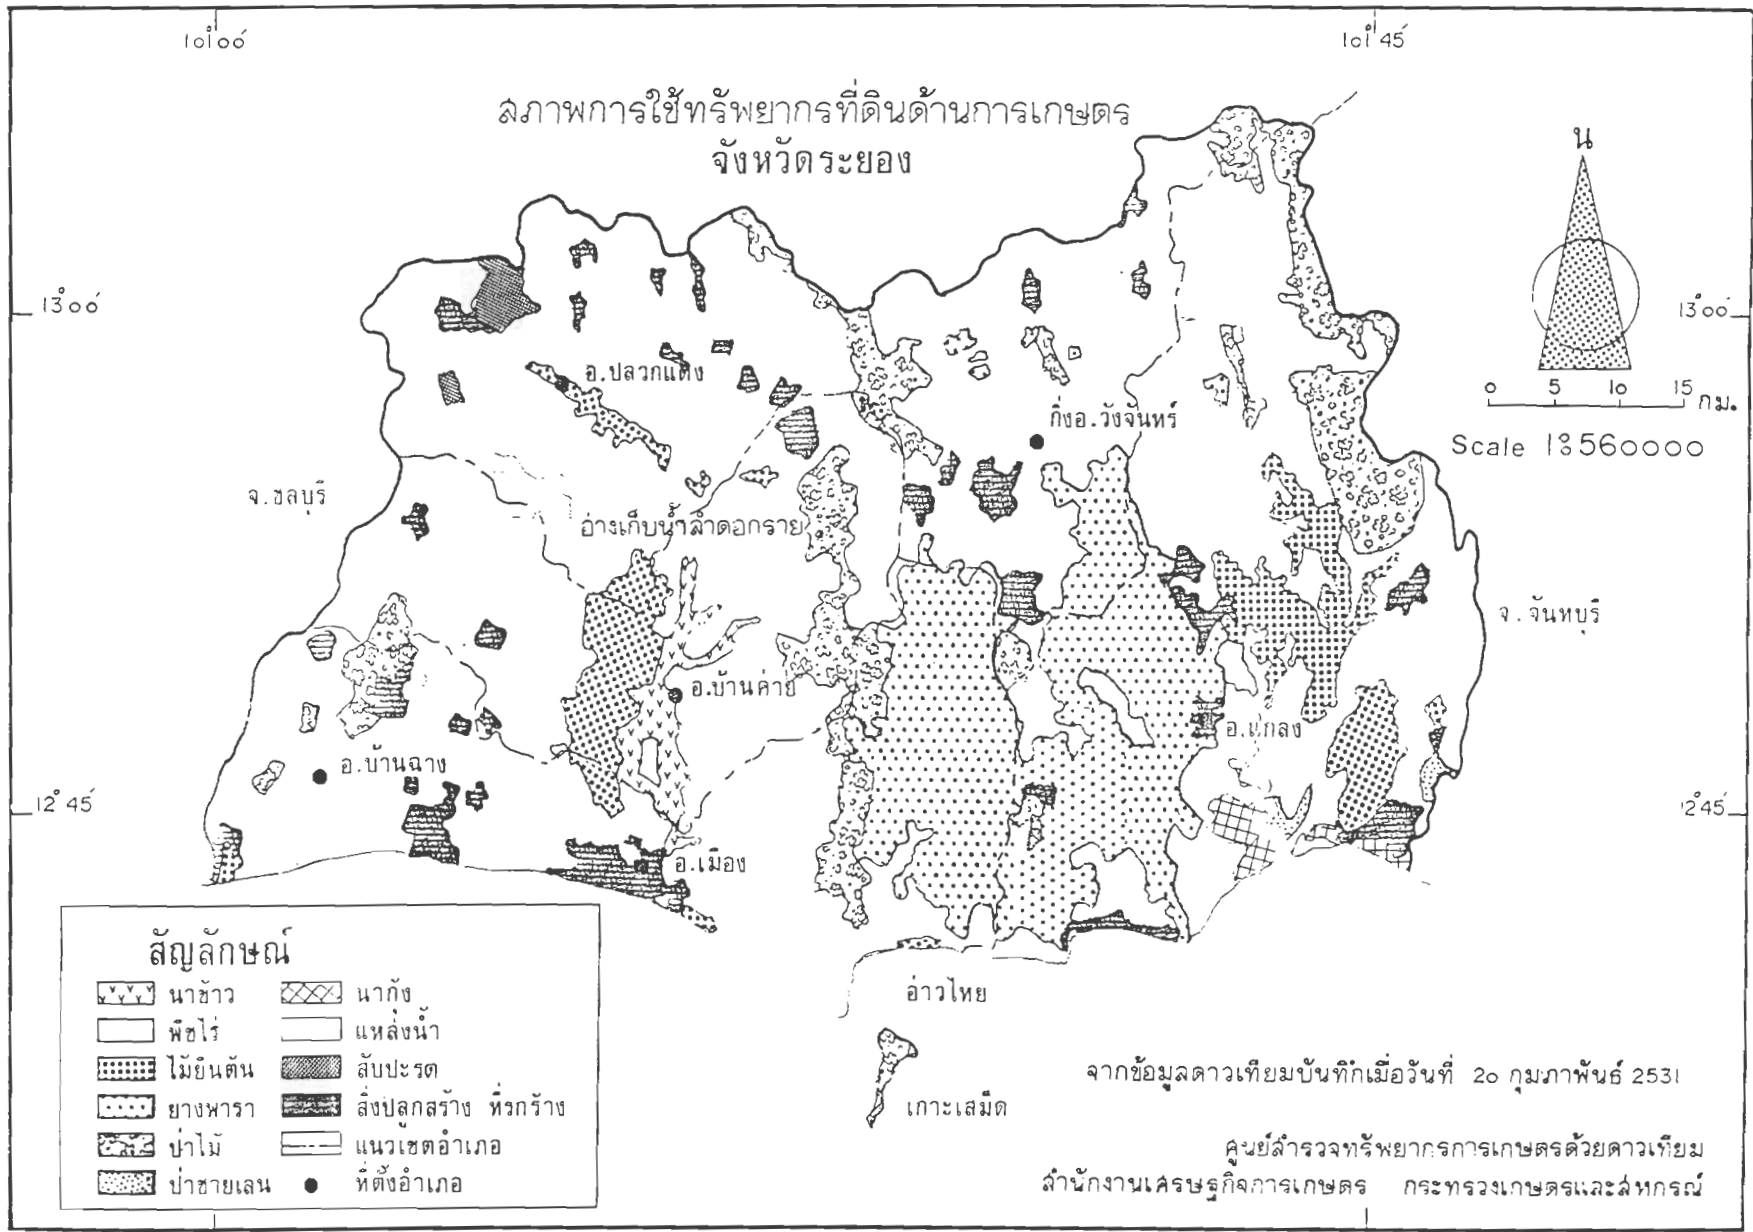 101°00′
101°45′
สภาพการใช้ทรัพยากรที่ดินด้านการเกษตร
จังหวัดระยอง
น
13°00′
13°00′
0 5 10 15 กม.
Scale 1:560000
อ.ปลวกแดง
กิ่งอ.วังจันทร์
จ.ชลบุรี
อ่างเก็บน้ำลำดอกราย
จ.จันทบุรี
อ.บ้านค่าย
อ.แกลง
อ.บ้านฉาง
12°45′
12°45′
อ.เมือง
สัญลักษณ์
นาข้าว นากุ้ง
พืชไร่ แหล่งน้ำ
ไม้ยืนต้น สับปะรด
ยางพารา สิ่งปลูกสร้าง ที่รกร้าง
ป่าไม้ แนวเขตอำเภอ
ป่าชายเลน ที่ตั้งอำเภอ
อ่าวไทย
เกาะเสม็ด
จากข้อมูลดาวเทียมบันทึกเมื่อวันที่ 20 กุมภาพันธ์ 2531
ศูนย์สำรวจทรัพยากรการเกษตรด้วยดาวเทียม
สำนักงานเศรษฐกิจการเกษตร กระทรวงเกษตรและสหกรณ์